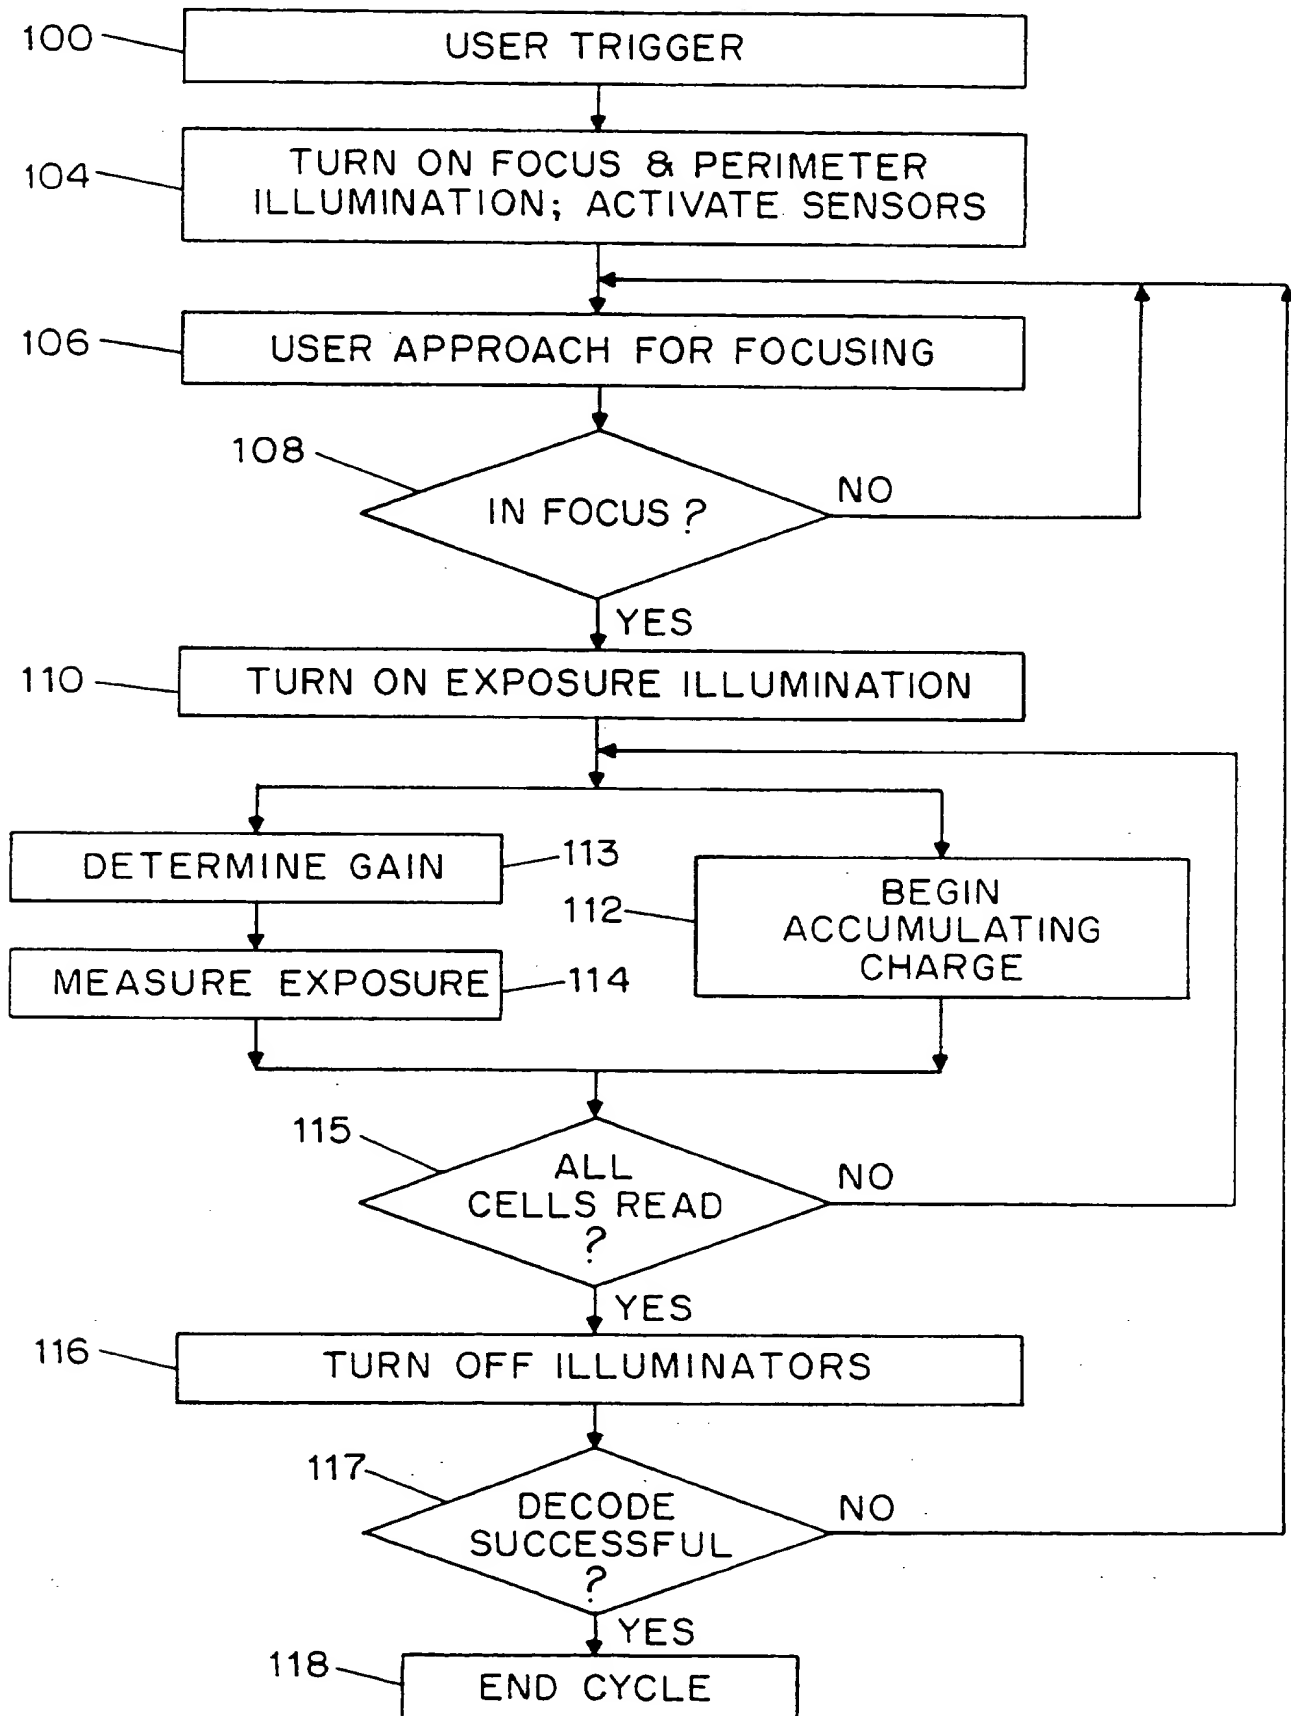 100
USER TRIGGER
104
TURN ON FOCUS & PERIMETER
ILLUMINATION; ACTIVATE SENSORS
106
USER APPROACH FOR FOCUSING
108
IN FOCUS?
NO
YES
110
TURN ON EXPOSURE ILLUMINATION
DETERMINE GAIN
113
112
BEGIN
ACCUMULATING
CHARGE
MEASURE EXPOSURE
114
115
ALL
CELLS READ
?
NO
YES
116
TURN OFF ILLUMINATORS
117
DECODE
SUCCESSFUL
?
NO
YES
118
END CYCLE